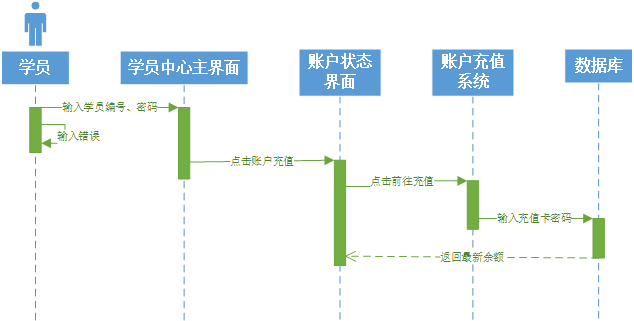 学员
学员中心主界面
账户状态
界面
账户充值
系统
数据库
输入学员编号、密码
输入错误
点击账户充值
点击前往充值
输入充值卡密码
返回最新余额